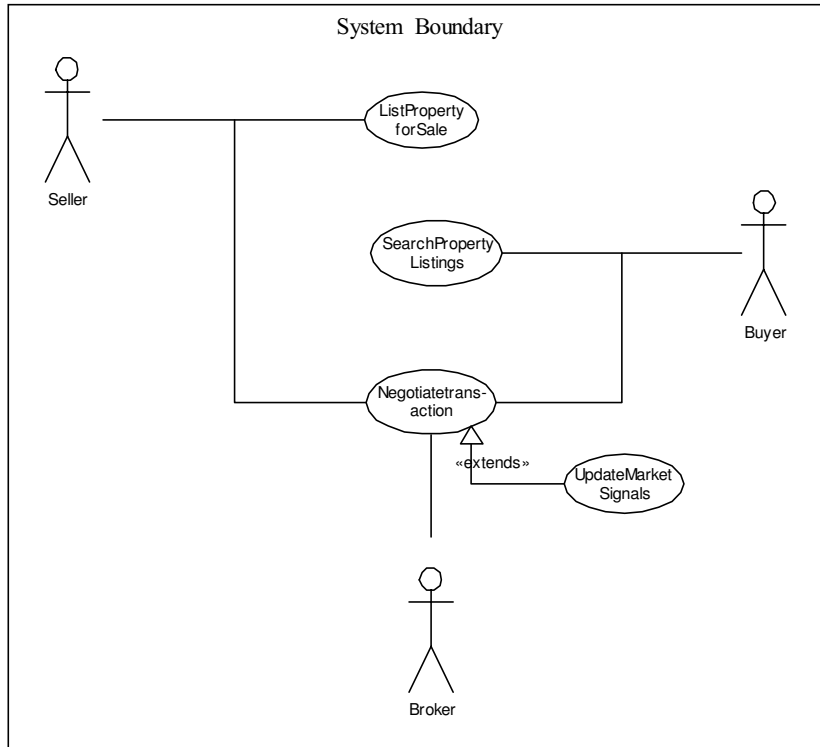 System Boundary
ListProperty
forSale
Seller
SearchProperty
Listings
Buyer
Negotiatetrans-
action
«extends»
UpdateMarket
Signals
Broker